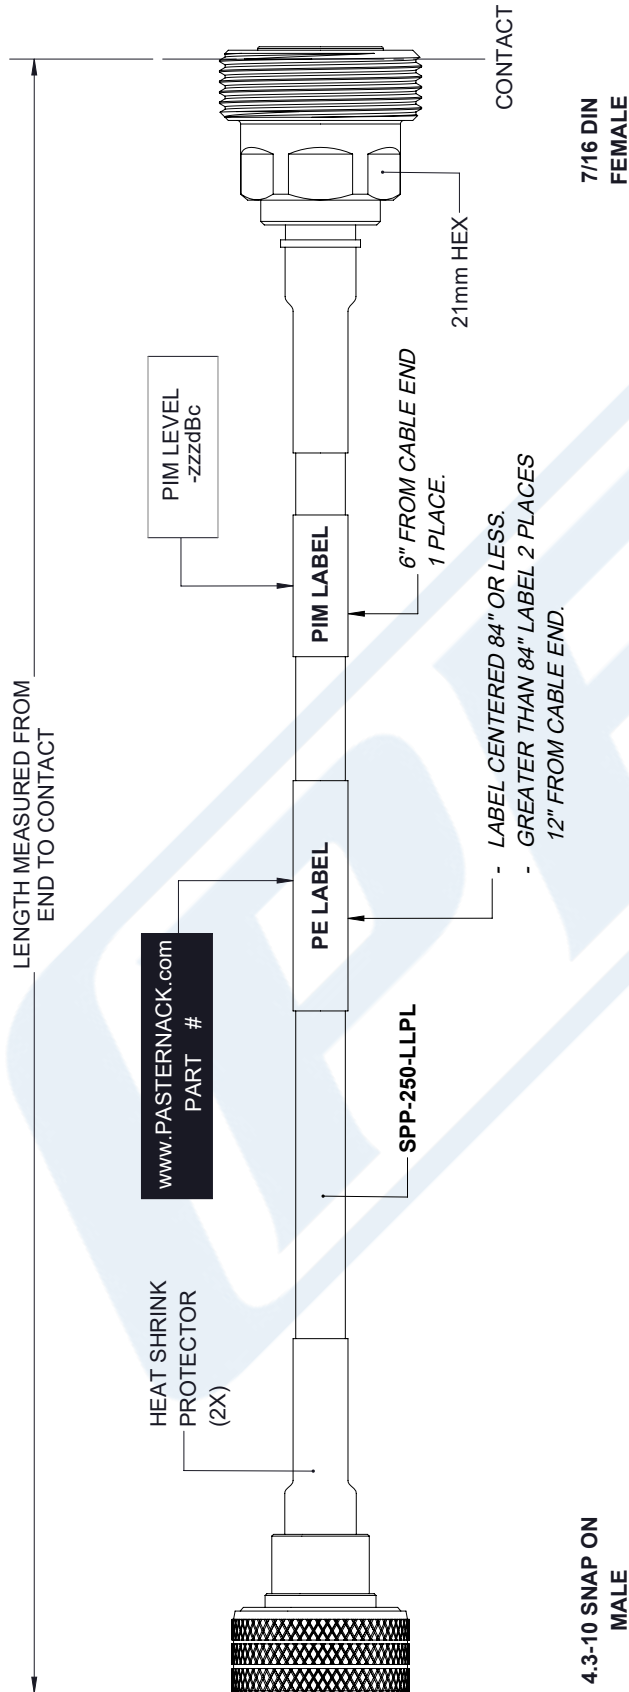 LENGTH MEASURED FROM
END TO CONTACT
HEAT SHRINK
PROTECTOR
(2X)
www.PASTERNACK.com
PART #
PIM LEVEL
-zzzdBc
PE LABEL
PIM LABEL
SPP-250-LLPL
6" FROM CABLE END
1 PLACE.
21mm HEX
CONTACT
- LABEL CENTERED 84" OR LESS.
- GREATER THAN 84" LABEL 2 PLACES
12" FROM CABLE END.
4.3-10 SNAP ON
MALE
7/16 DIN
FEMALE